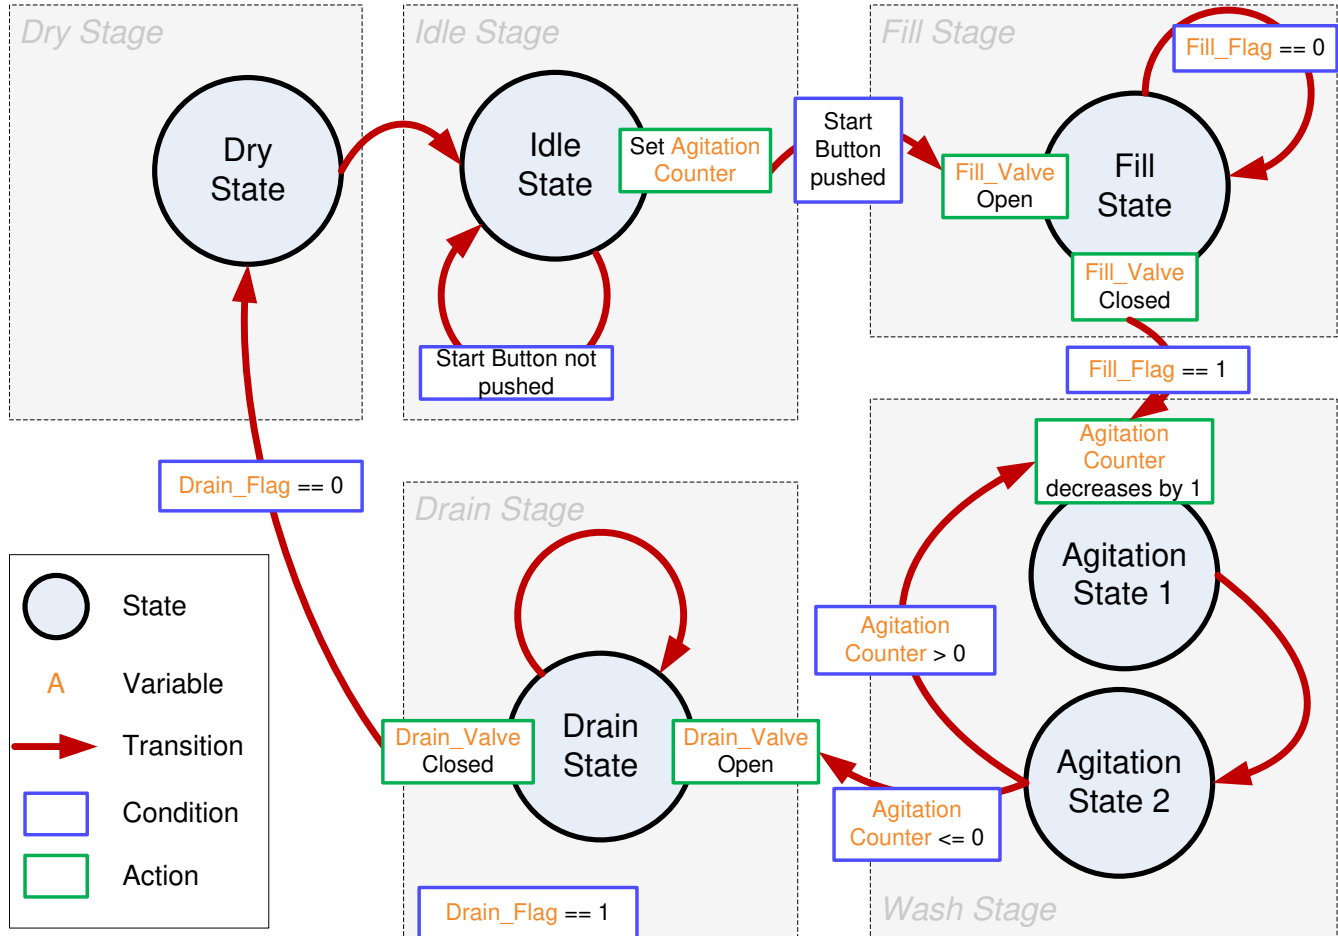 Dry Stage
Dry
State
Idle Stage
Idle
State
Set Agitation
Counter
Start Button not
pushed
Start
Button
pushed
Fill Stage
Fill_Flag == 0
Fill_Valve
Open
Fill
State
Fill_Valve
Closed
Fill_Flag == 1
Agitation
Counter
decreases by 1
Agitation
State 1
Agitation
Counter > 0
Agitation
State 2
Agitation
Counter <= 0
Wash Stage
Drain Stage
Drain_Valve
Open
Drain
State
Drain_Valve
Closed
Drain_Flag == 1
Drain_Flag == 0
State
A Variable
Transition
Condition
Action